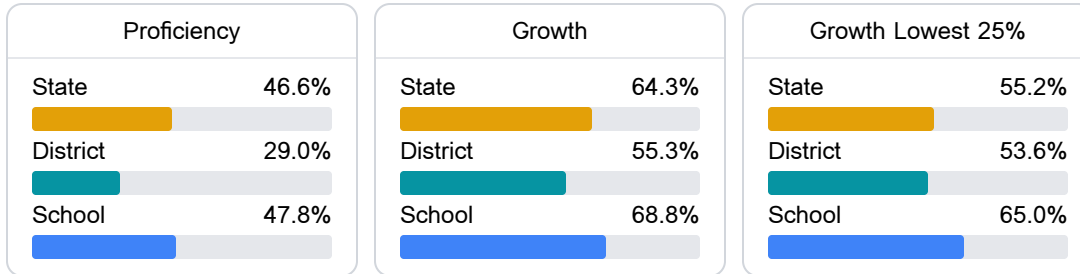 Proficiency
State 46.6%
District 29.0%
School 47.8%
Growth
State 64.3%
District 55.3%
School 68.8%
Growth Lowest 25%
State 55.2%
District 53.6%
School 65.0%